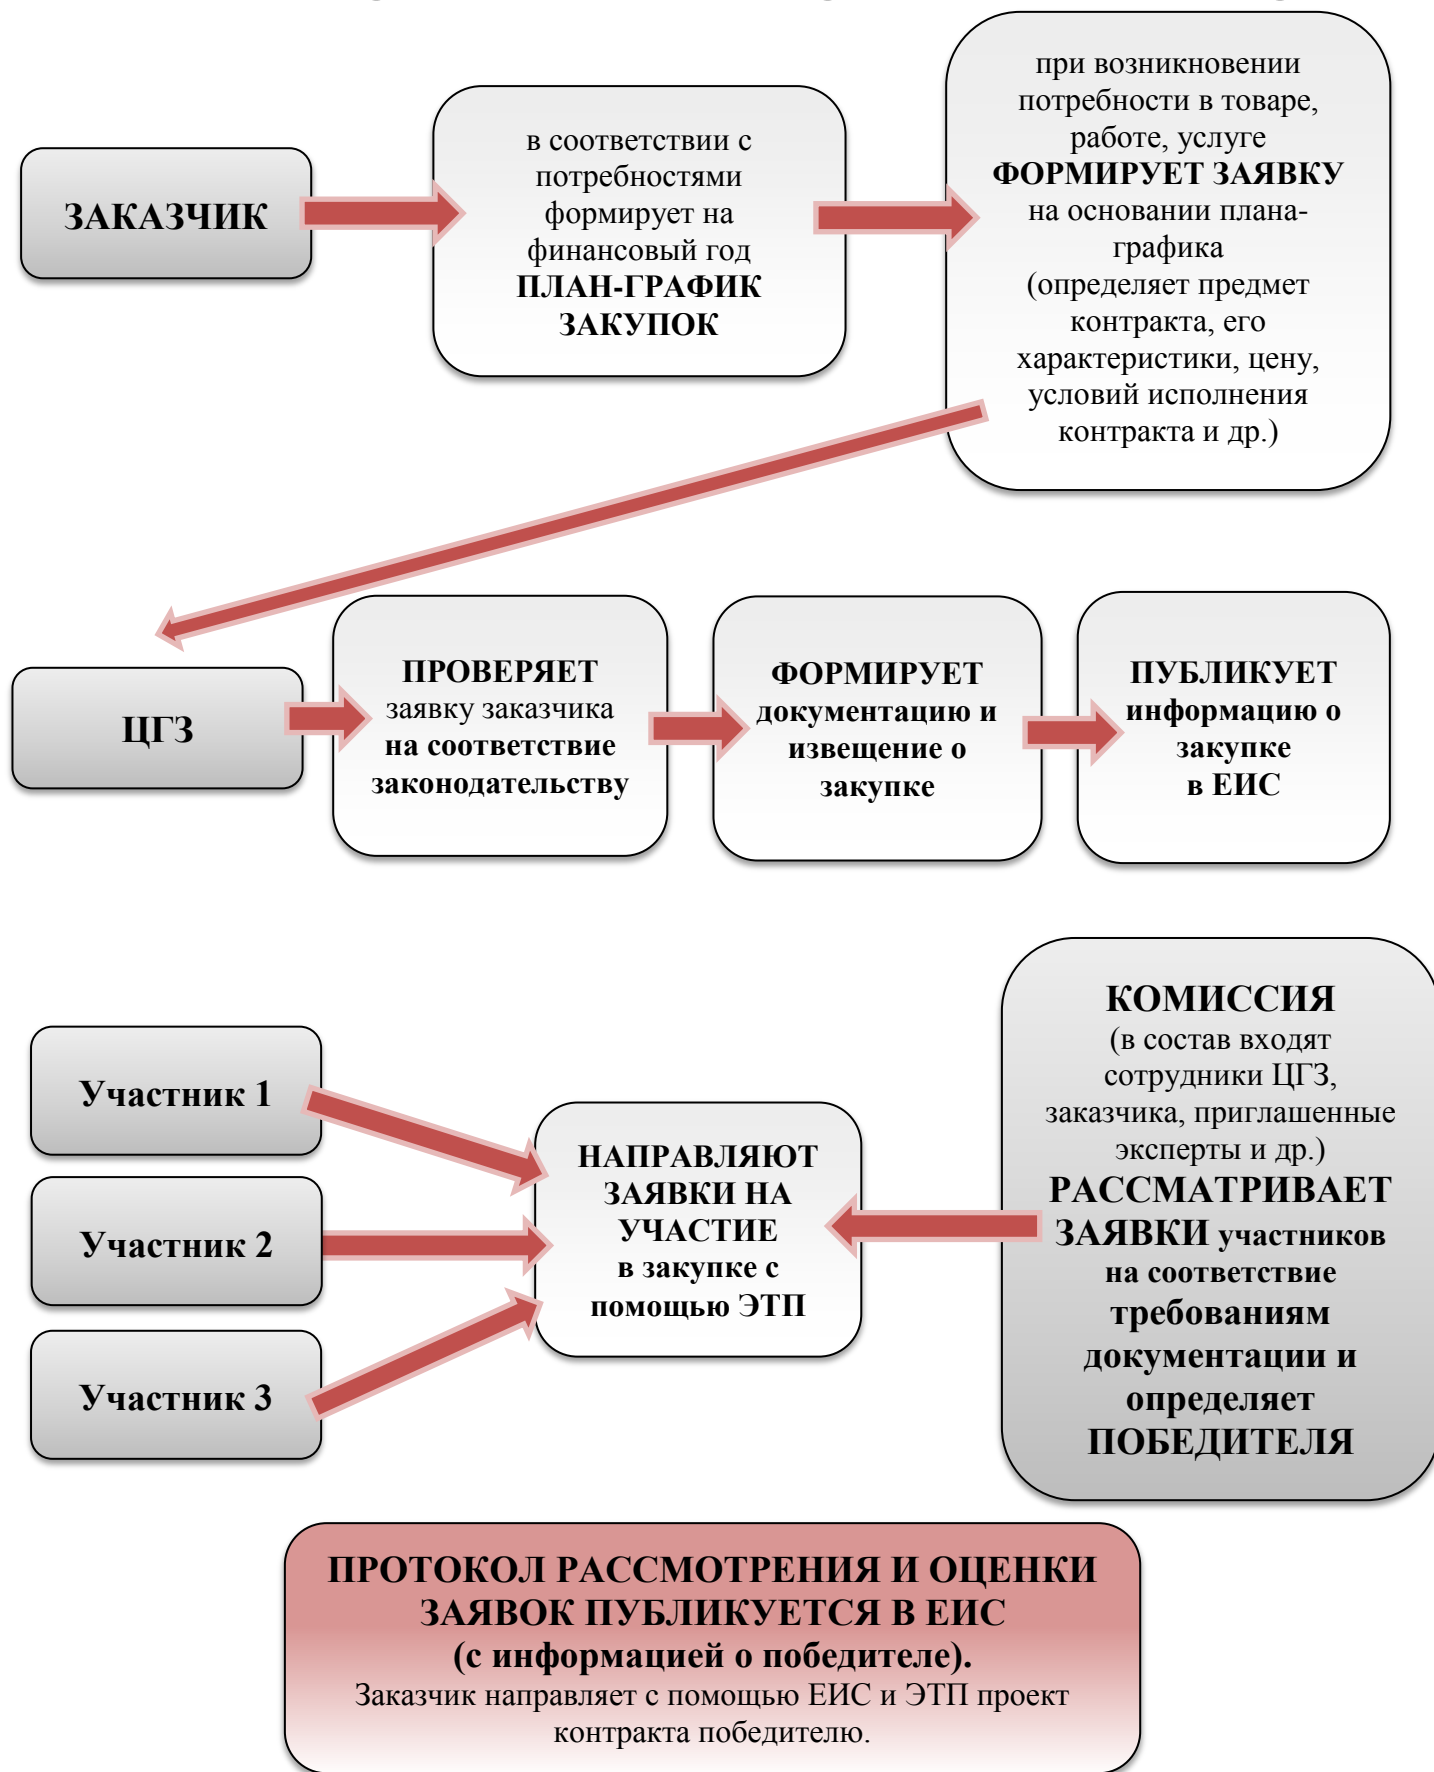 ЗАКАЗЧИК
в соответствии с
потребностями
формирует на
финансовый год
ПЛАН-ГРАФИК
ЗАКУПОК
при возникновении
потребности в товаре,
работе, услуге
ФОРМИРУЕТ ЗАЯВКУ
на основании плана-
графика
(определяет предмет
контракта, его
характеристики, цену,
условий исполнения
контракта и др.)
ЦГЗ
ПРОВЕРЯЕТ
заявку заказчика
на соответствие
законодательству
ФОРМИРУЕТ
документацию и
извещение о
закупке
ПУБЛИКУЕТ
информацию о
закупке
в ЕИС
Участник 1
Участник 2
Участник 3
НАПРАВЛЯЮТ
ЗАЯВКИ НА
УЧАСТИЕ
в закупке с
помощью ЭТП
КОМИССИЯ
(в состав входят
сотрудники ЦГЗ,
заказчика, приглашенные
эксперты и др.)
РАССМАТРИВАЕТ
ЗАЯВКИ участников
на соответствие
требованиям
документации и
определяет
ПОБЕДИТЕЛЯ
ПРОТОКОЛ РАССМОТРЕНИЯ И ОЦЕНКИ
ЗАЯВОК ПУБЛИКУЕТСЯ В ЕИС
(с информацией о победителе).
Заказчик направляет с помощью ЕИС и ЭТП проект
контракта победителю.